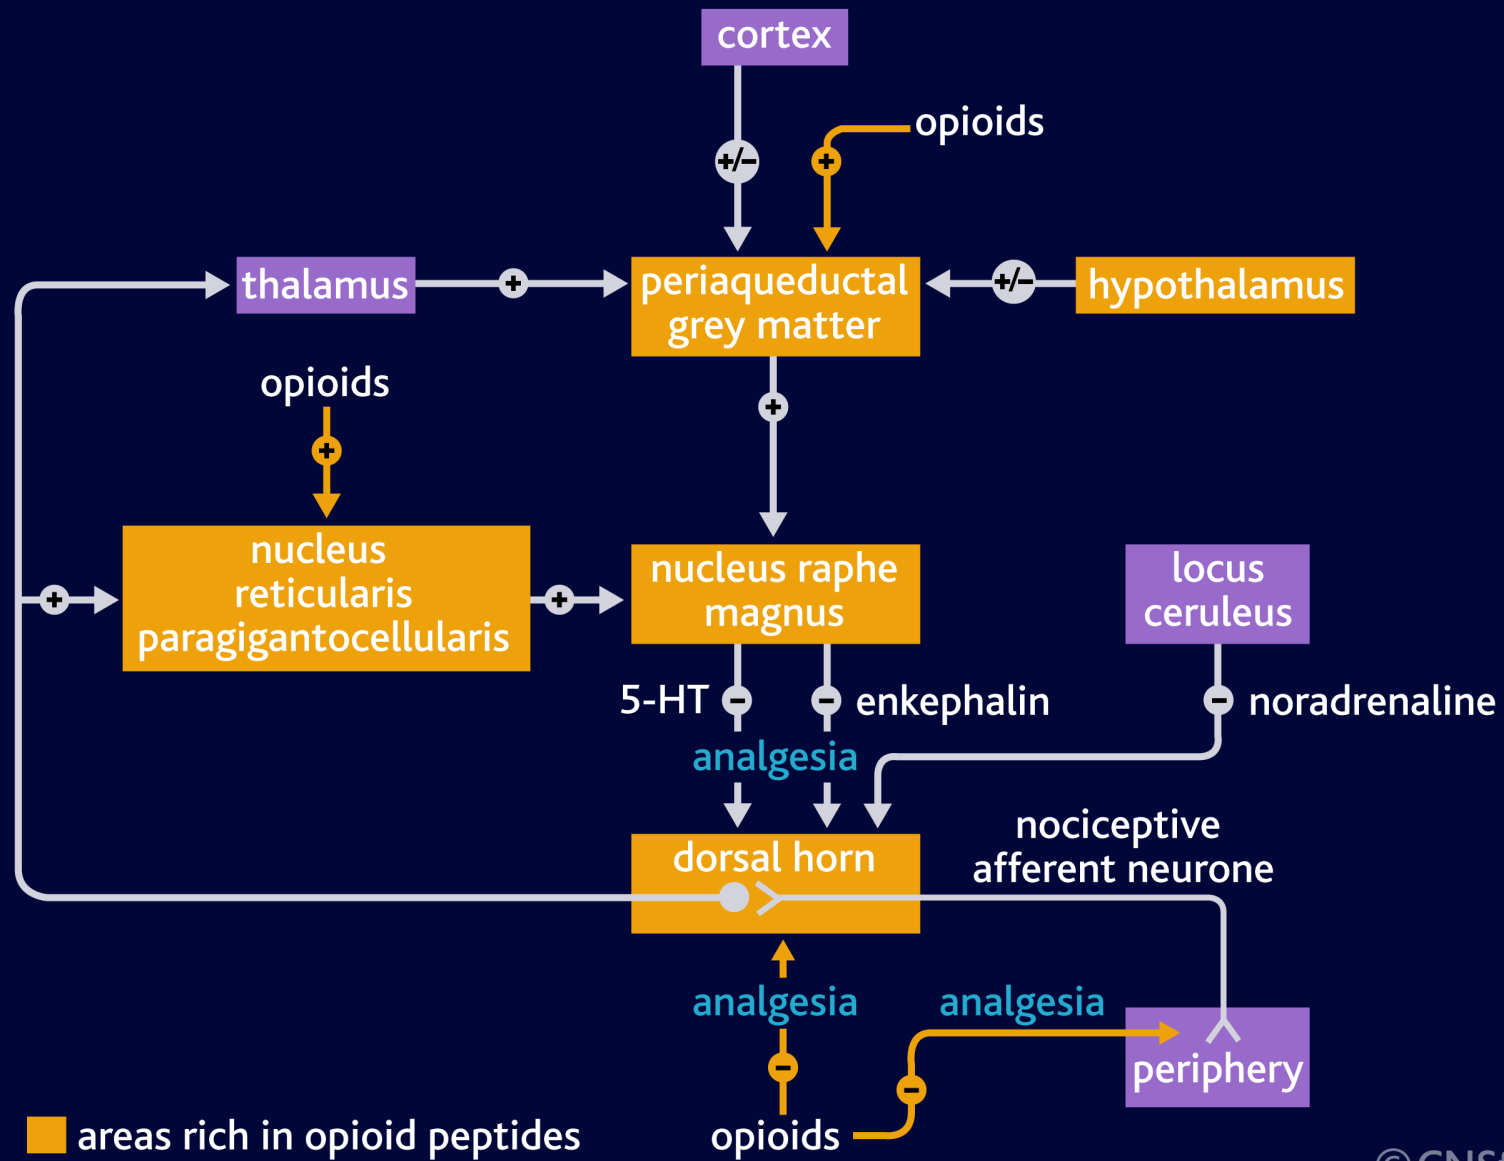 cortex
opioids
+/−
+
thalamus
+
periaqueductal
grey matter
+/−
hypothalamus
opioids
+
+
nucleus
reticularis
paragigantocellularis
+
+
nucleus raphe
magnus
locus
ceruleus
5-HT
−
−
enkephalin
−
noradrenaline
analgesia
nociceptive
afferent neurone
dorsal horn
analgesia
analgesia
−
−
periphery
areas rich in opioid peptides
opioids